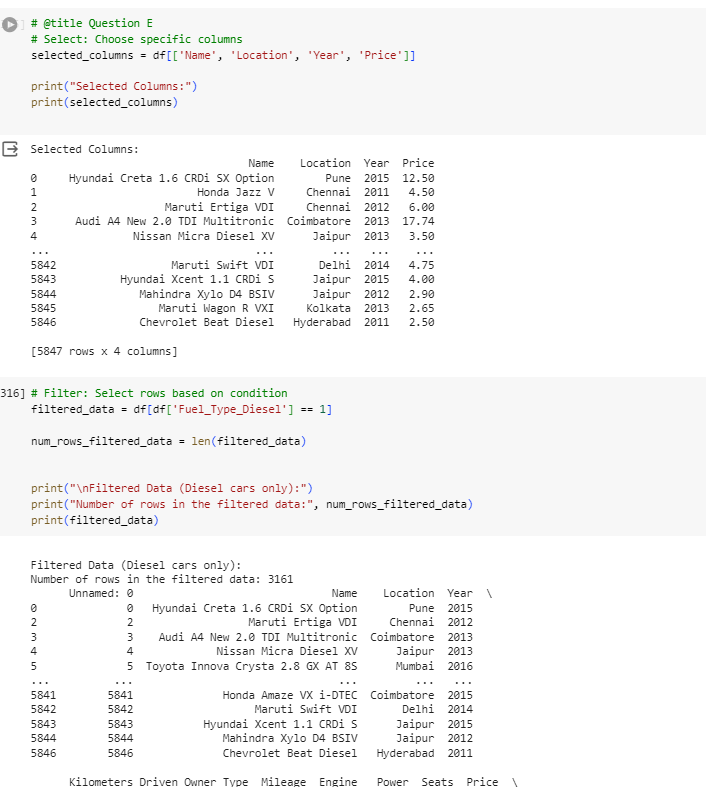 # @title Question E
# Select: Choose specific columns
selected_columns = df[['Name', 'Location', 'Year', 'Price']]
print("Selected Columns:")
print(selected_columns)
Selected Columns:
Name Location Year Price
0 Hyundai Creta 1.6 CRDi SX Option Pune 2015 12.50
1 Honda Jazz V Chennai 2011 4.50
2 Maruti Ertiga VDI Chennai 2012 6.00
3 Audi A4 New 2.0 TDI Multitronic Coimbatore 2013 17.74
4 Nissan Micra Diesel XV Jaipur 2013 3.50
... ... ... ... ...
5842 Maruti Swift VDI Delhi 2014 4.75
5843 Hyundai Xcent 1.1 CRDi S Jaipur 2015 4.00
5844 Mahindra Xylo D4 BSIV Jaipur 2012 2.90
5845 Maruti Wagon R VXI Kolkata 2013 2.65
5846 Chevrolet Beat Diesel Hyderabad 2011 2.50
[5847 rows x 4 columns]
316] # Filter: Select rows based on condition
filtered_data = df[df['Fuel_Type_Diesel'] == 1]
num_rows_filtered_data = len(filtered_data)
print("\nFiltered Data (Diesel cars only):")
print("Number of rows in the filtered data:", num_rows_filtered_data)
print(filtered_data)
Filtered Data (Diesel cars only):
Number of rows in the filtered data: 3161
Unnamed: 0 Name Location Year \
0 0 Hyundai Creta 1.6 CRDi SX Option Pune 2015
2 2 Maruti Ertiga VDI Chennai 2012
3 3 Audi A4 New 2.0 TDI Multitronic Coimbatore 2013
4 4 Nissan Micra Diesel XV Jaipur 2013
5 5 Toyota Innova Crysta 2.8 GX AT 8S Mumbai 2016
... ... ... ... ...
5841 5841 Honda Amaze VX i-DTEC Coimbatore 2015
5842 5842 Maruti Swift VDI Delhi 2014
5843 5843 Hyundai Xcent 1.1 CRDi S Jaipur 2015
5844 5844 Mahindra Xylo D4 BSIV Jaipur 2012
5846 5846 Chevrolet Beat Diesel Hyderabad 2011
Kilometers Driven Owner Type Mileage Engine Power Seats Price \